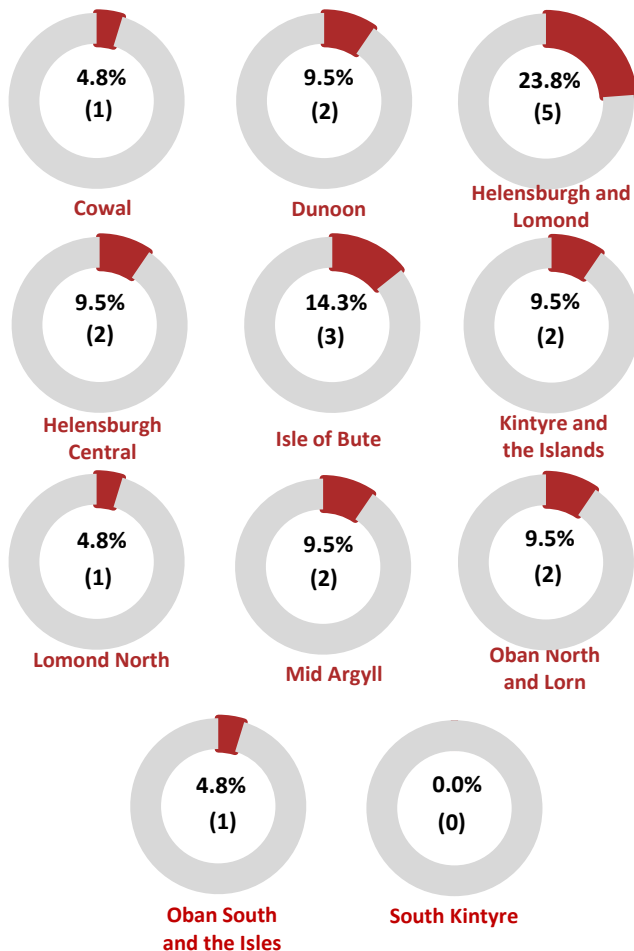 4.8%
(1)
Cowal
9.5%
(2)
Dunoon
23.8%
(5)
Helensburgh and
Lomond
9.5%
(2)
Helensburgh
Central
14.3%
(3)
Isle of Bute
9.5%
(2)
Kintyre and
the Islands
4.8%
(1)
Lomond North
9.5%
(2)
Mid Argyll
9.5%
(2)
Oban North
and Lorn
4.8%
(1)
Oban South
and the Isles
0.0%
(0)
South Kintyre